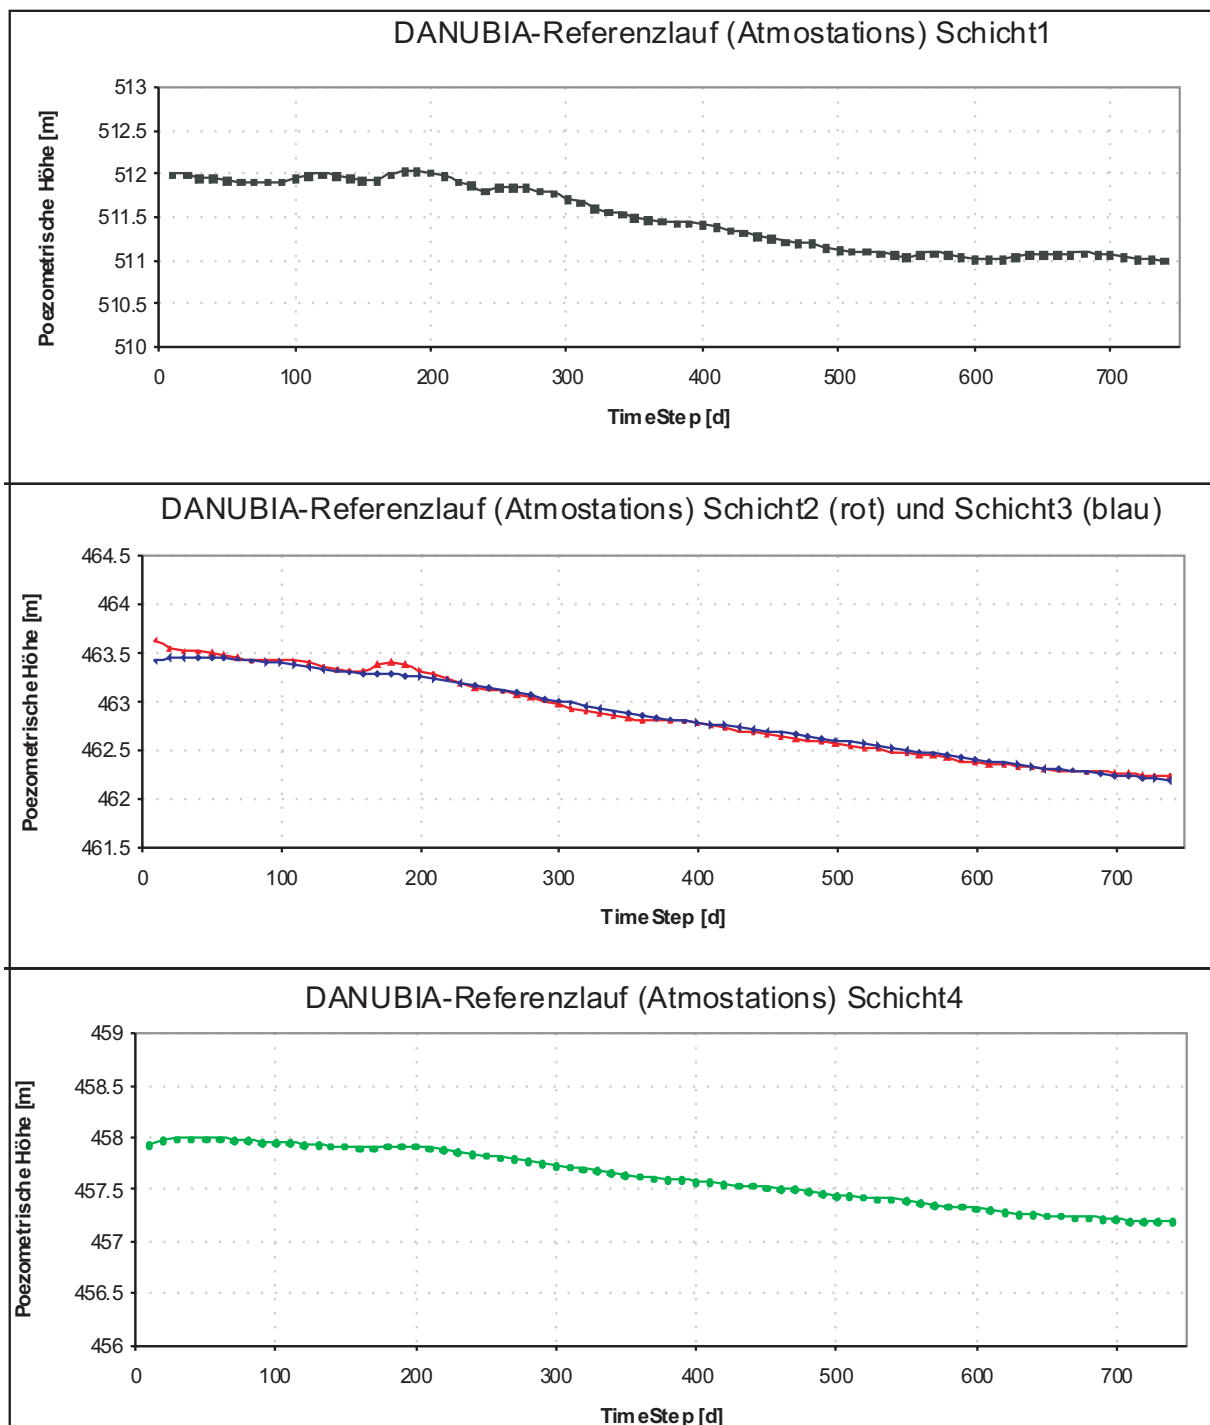 DANUBIA-Referenzlauf (Atmostations) Schicht1
513
512.5
512
511.5
511
510.5
510
Poezometrische Höhe [m]
0 100 200 300 400 500 600 700
TimeStep [d]
DANUBIA-Referenzlauf (Atmostations) Schicht2 (rot) und Schicht3 (blau)
464.5
464
463.5
463
462.5
462
461.5
Poezometrische Höhe [m]
0 100 200 300 400 500 600 700
TimeStep [d]
DANUBIA-Referenzlauf (Atmostations) Schicht4
459
458.5
458
457.5
457
456.5
456
Poezometrische Höhe [m]
0 100 200 300 400 500 600 700
TimeStep [d]